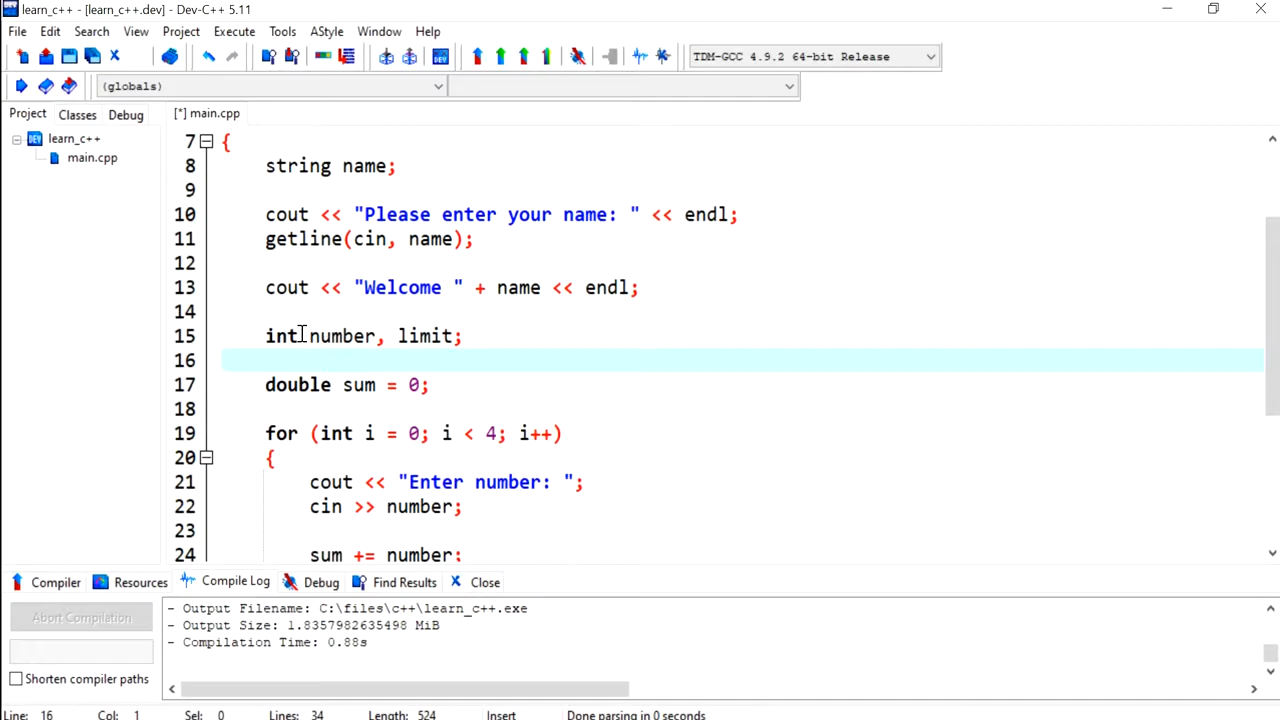 learn_c++ - [learn_c++.dev] - Dev-C++ 5.11
File Edit Search View Project Execute Tools AStyle Window Help
DEV
TDM-GCC 4.9.2 64-bit Release
(globals)
Project Classes Debug
[*] main.cpp
learn_c++
main.cpp
7 {
8 string name;
9
10 cout << "Please enter your name: " << endl;
11 getline(cin, name);
12
13 cout << "Welcome " + name << endl;
14
15 int number, limit;
16
17 double sum = 0;
18
19 for (int i = 0; i < 4; i++)
20 {
21 cout << "Enter number: ";
22 cin >> number;
23
24 sum += number;
Compiler Resources Compile Log Debug Find Results Close
Abort Compilation
Shorten compiler paths
- Output Filename: C:\files\c++\learn_c++.exe
- Output Size: 1.8357982635498 MiB
- Compilation Time: 0.88s
Line: 16 Col: 1 Sel: 0 Lines: 34 Length: 524 Insert Done parsing in 0 seconds